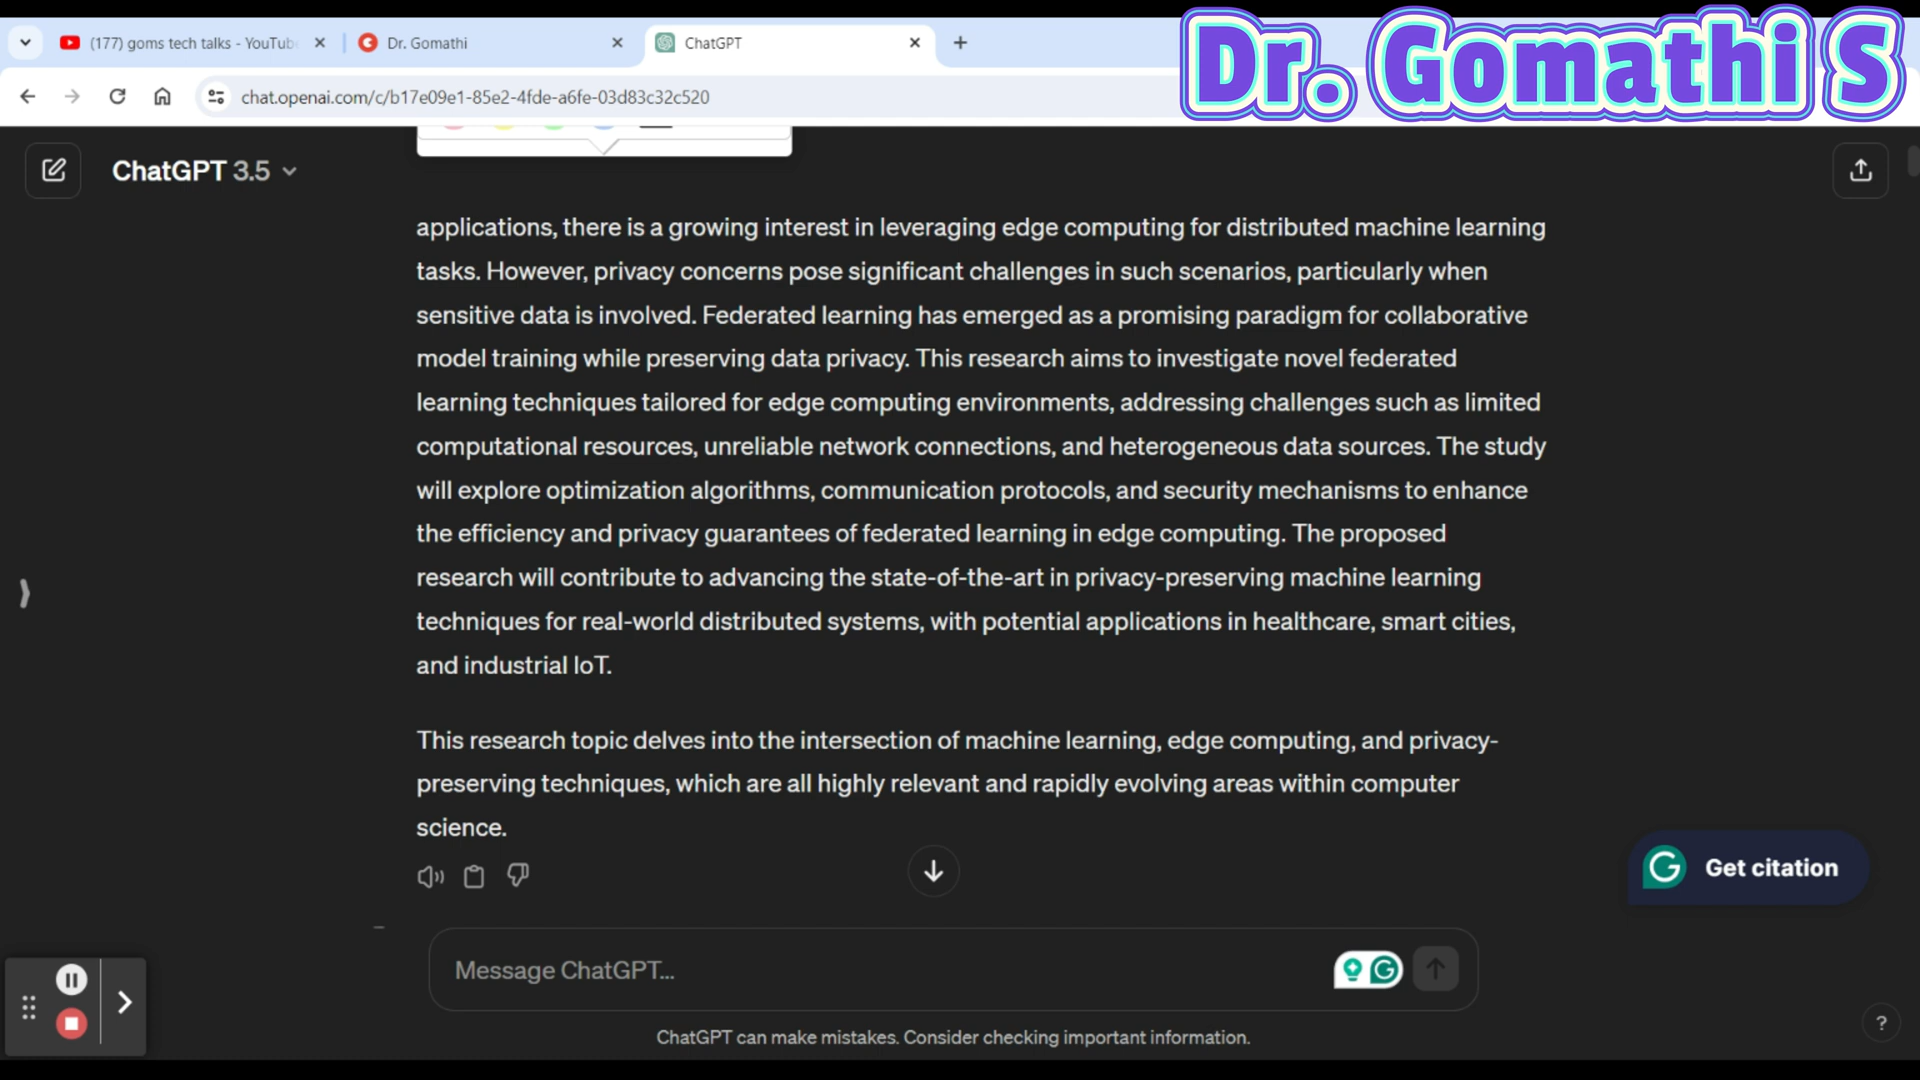 (177) goms tech talks - YouTub
Dr. Gomathi
ChatGPT
Dr. Gomathi S
chat.openai.com/c/b17e09e1-85e2-4fde-a6fe-03d83c32c520
ChatGPT 3.5
applications, there is a growing interest in leveraging edge computing for distributed machine learning
tasks. However, privacy concerns pose significant challenges in such scenarios, particularly when
sensitive data is involved. Federated learning has emerged as a promising paradigm for collaborative
model training while preserving data privacy. This research aims to investigate novel federated
learning techniques tailored for edge computing environments, addressing challenges such as limited
computational resources, unreliable network connections, and heterogeneous data sources. The study
will explore optimization algorithms, communication protocols, and security mechanisms to enhance
the efficiency and privacy guarantees of federated learning in edge computing. The proposed
research will contribute to advancing the state-of-the-art in privacy-preserving machine learning
techniques for real-world distributed systems, with potential applications in healthcare, smart cities,
and industrial IoT.
This research topic delves into the intersection of machine learning, edge computing, and privacy-
preserving techniques, which are all highly relevant and rapidly evolving areas within computer
science.
Get citation
Message ChatGPT...
ChatGPT can make mistakes. Consider checking important information.
?